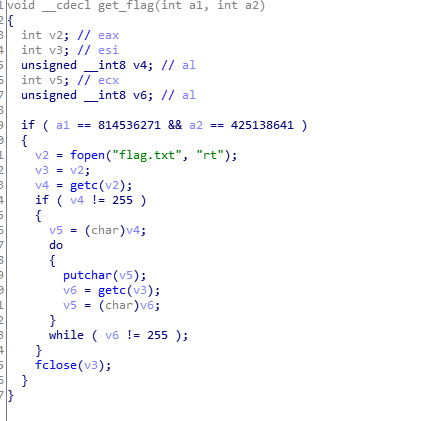 void __cdecl get_flag(int a1, int a2)
{
int v2; // eax
int v3; // esi
unsigned __int8 v4; // al
int v5; // ecx
unsigned __int8 v6; // al
if ( a1 == 814536271 && a2 == 425138641 )
{
v2 = fopen("flag.txt", "rt");
v3 = v2;
v4 = getc(v2);
if ( v4 != 255 )
{
v5 = (char)v4;
do
{
putchar(v5);
v6 = getc(v3);
v5 = (char)v6;
}
while ( v6 != 255 );
}
fclose(v3);
}
}